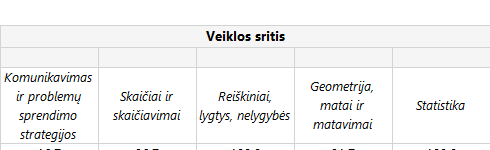 Veiklos sritis
Komunikavimas
ir problemų
sprendimo
strategijos
Skaičiai ir
skaičiavimai
Reiškiniai,
lygtys, nelygybės
Geometrija,
matai ir
matavimai
Statistika